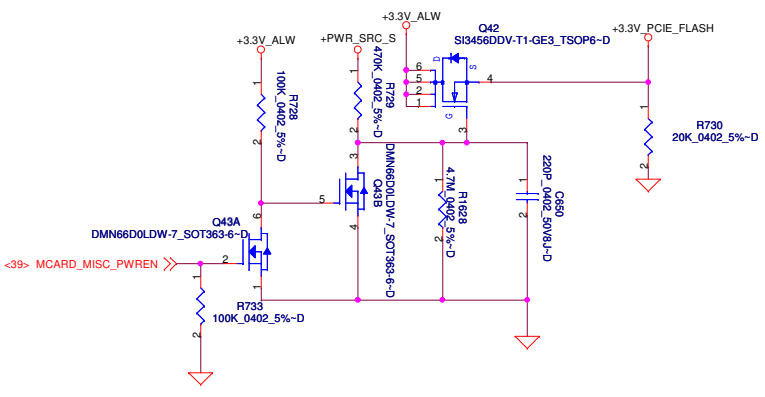 +3.3V_ALW
Q42
SI3456DDV-T1-GE3_TSOP6~D
+3.3V_PCIE_FLASH
+3.3V_ALW
+PWR_SRC_S
D
S
G
6
5
2
1
4
3
1
R728
100K_0402_5%~D
2
1
R729
470K_0402_5%~D
2
1
R730
20K_0402_5%~D
2
3
5
4
Q43B
DMN66D0LDW-7_SOT363-6~D
1
R1628
4.7M_0402_5%~D
2
1
C650
220P_0402_50V8J~D
2
Q43A
DMN66D0LDW-7_SOT363-6~D
6
2
1
<39> MCARD_MISC_PWREN
1
R733
100K_0402_5%~D
2